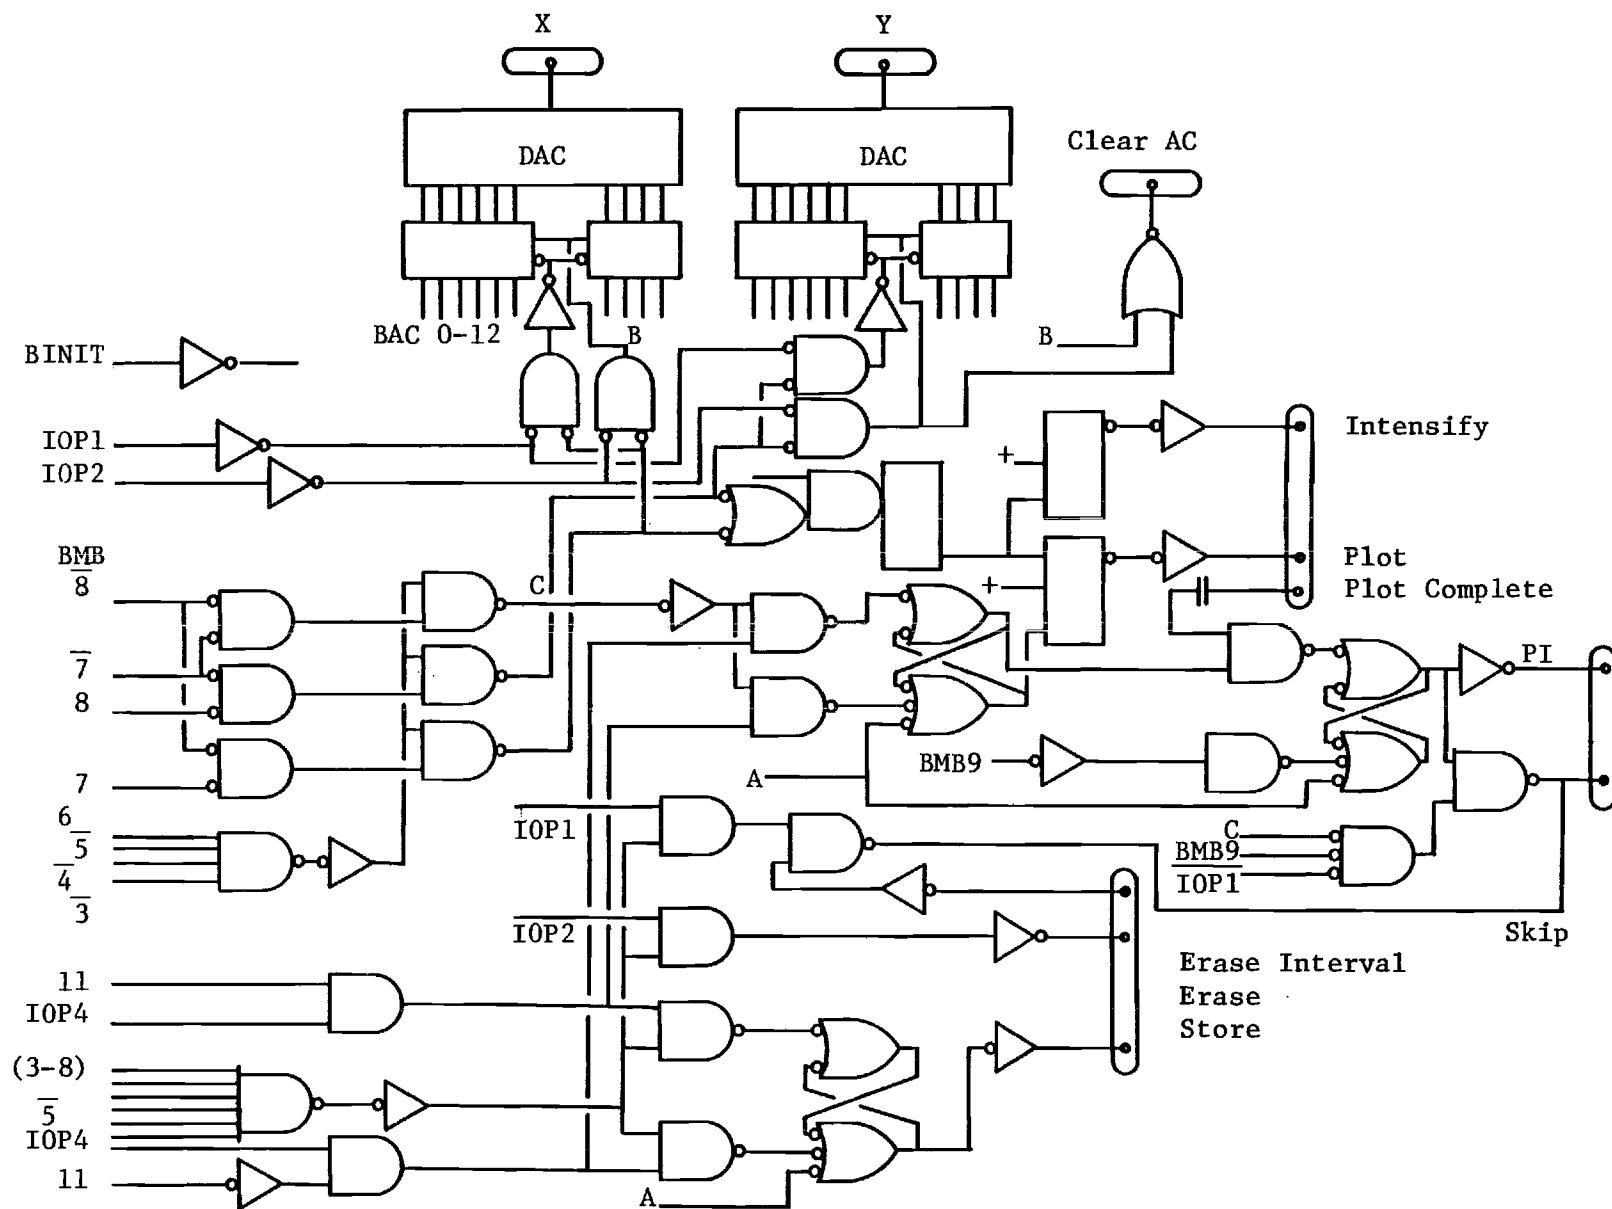 X
Y
DAC
DAC
Clear AC
BAC 0-12
B
B
BINIT
IOP1
IOP2
Intensify
+
BMB
8̅
C
+
Plot
Plot Complete
7̅
8
PI
7
A
BMB9
6
5̅
4̅
3̅
IOP1
C
BMB9
I̅O̅P̅1̅
IOP2
Skip
11
IOP4
Erase Interval
Erase
Store
(3-8)
5̅
IOP4
11
A